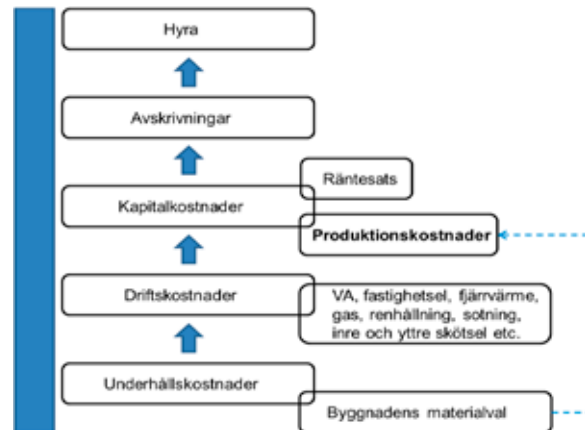 Hyra
Avskrivningar
Räntesats
Kapitalkostnader
Produktionskostnader
Driftskostnader
VA, fastighetsel, fjärrvärme,
gas, renhållning, sotning,
inre och yttre skötsel etc.
Underhållskostnader
Byggnadens materialval